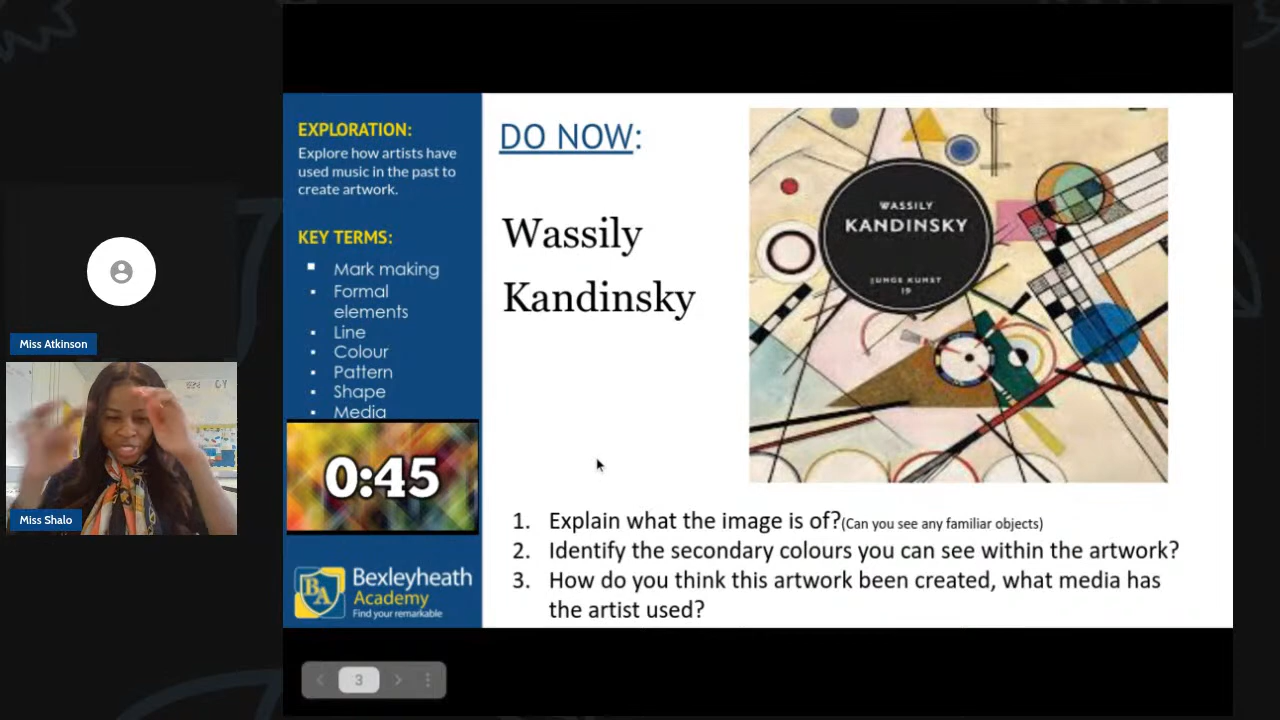 EXPLORATION:
Explore how artists have
used music in the past to
create artwork.
KEY TERMS:
▪ Mark making
▪ Formal
elements
▪ Line
▪ Colour
▪ Pattern
▪ Shape
▪ Media
0:45
BA
Bexleyheath
Academy
Find your remarkable
DO NOW:
Wassily
Kandinsky
WASSILY
KANDINSKY
JUNGE KUNST
19
1. Explain what the image is of?(Can you see any familiar objects)
2. Identify the secondary colours you can see within the artwork?
3. How do you think this artwork been created, what media has
the artist used?
Miss Atkinson
Miss Shalo
3